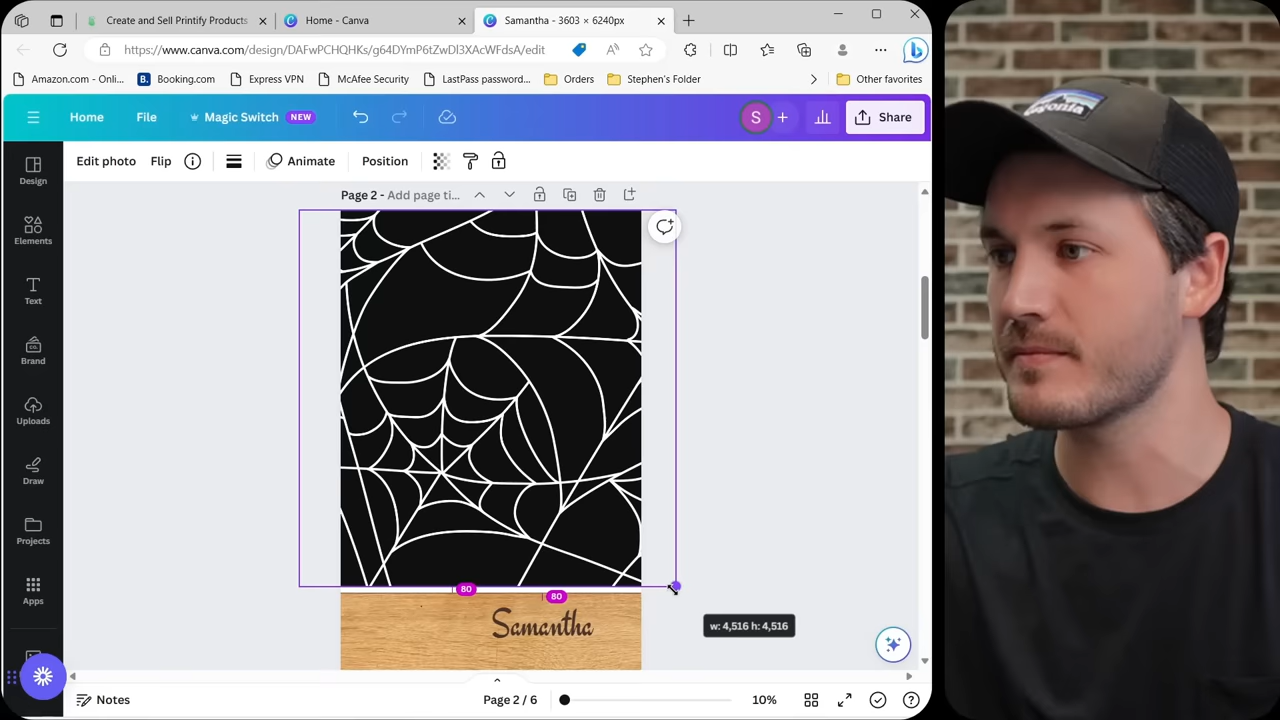 Create and Sell Printify Products
Home - Canva
Samantha - 3603 × 6240px
https://www.canva.com/design/DAFwPCHQHKs/g64DYmP6tZwDl3XAcWFdsA/edit
Amazon.com - Onli...
B. Booking.com
Express VPN
McAfee Security
LastPass password...
Orders
Stephen's Folder
Other favorites
Home
File
Magic Switch
NEW
S
Share
Edit photo
Flip
Animate
Position
Design
Elements
Text
Brand
Uploads
Draw
Projects
Apps
Page 2 - Add page ti...
80
80
w: 4,516 h: 4,516
Samantha
Notes
Page 2 / 6
10%